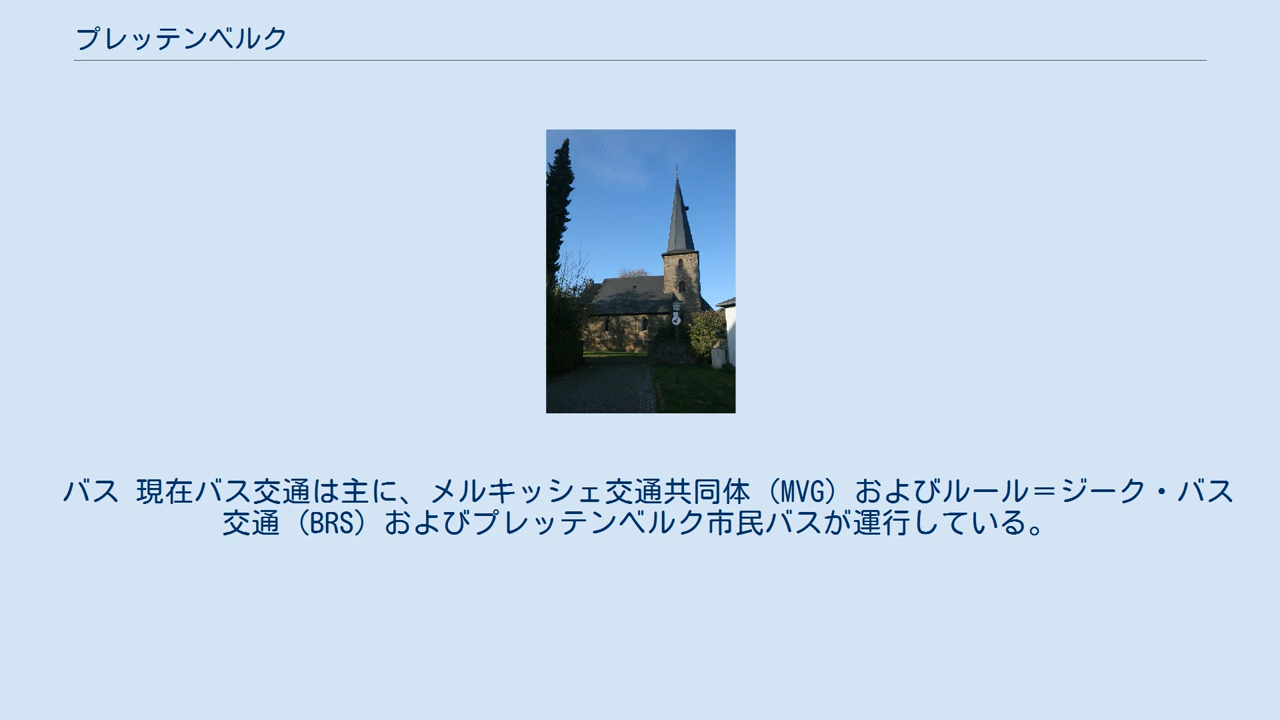 プレッテンベルク
バス 現在バス交通は主に、メルキッシェ交通共同体（MVG）およびルール＝ジーク・バス
交通（BRS）およびプレッテンベルク市民バスが運行している。